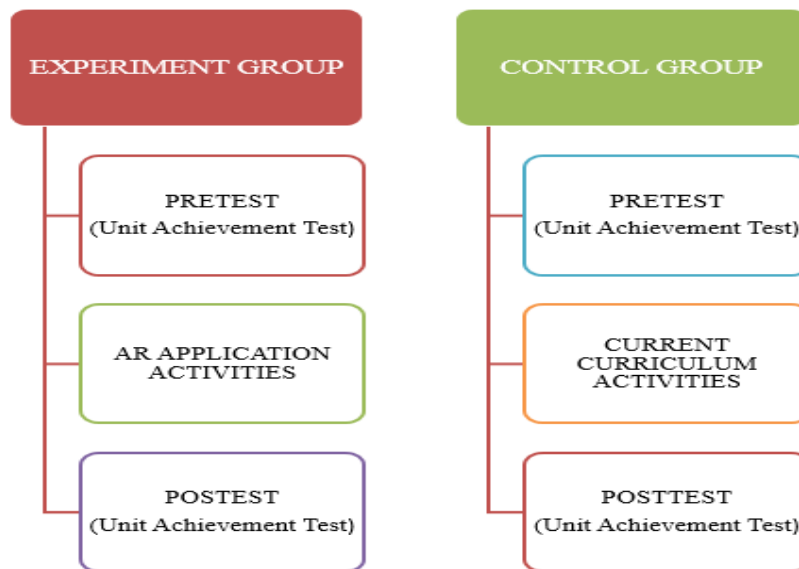 EXPERIMENT GROUP
PRETEST
(Unit Achievement Test)
AR APPLICATION
ACTIVITIES
POSTEST
(Unit Achievement Test)
CONTROL GROUP
PRETEST
(Unit Achievement Test)
CURRENT
CURRICULUM
ACTIVITIES
POSTTEST
(Unit Achievement Test)